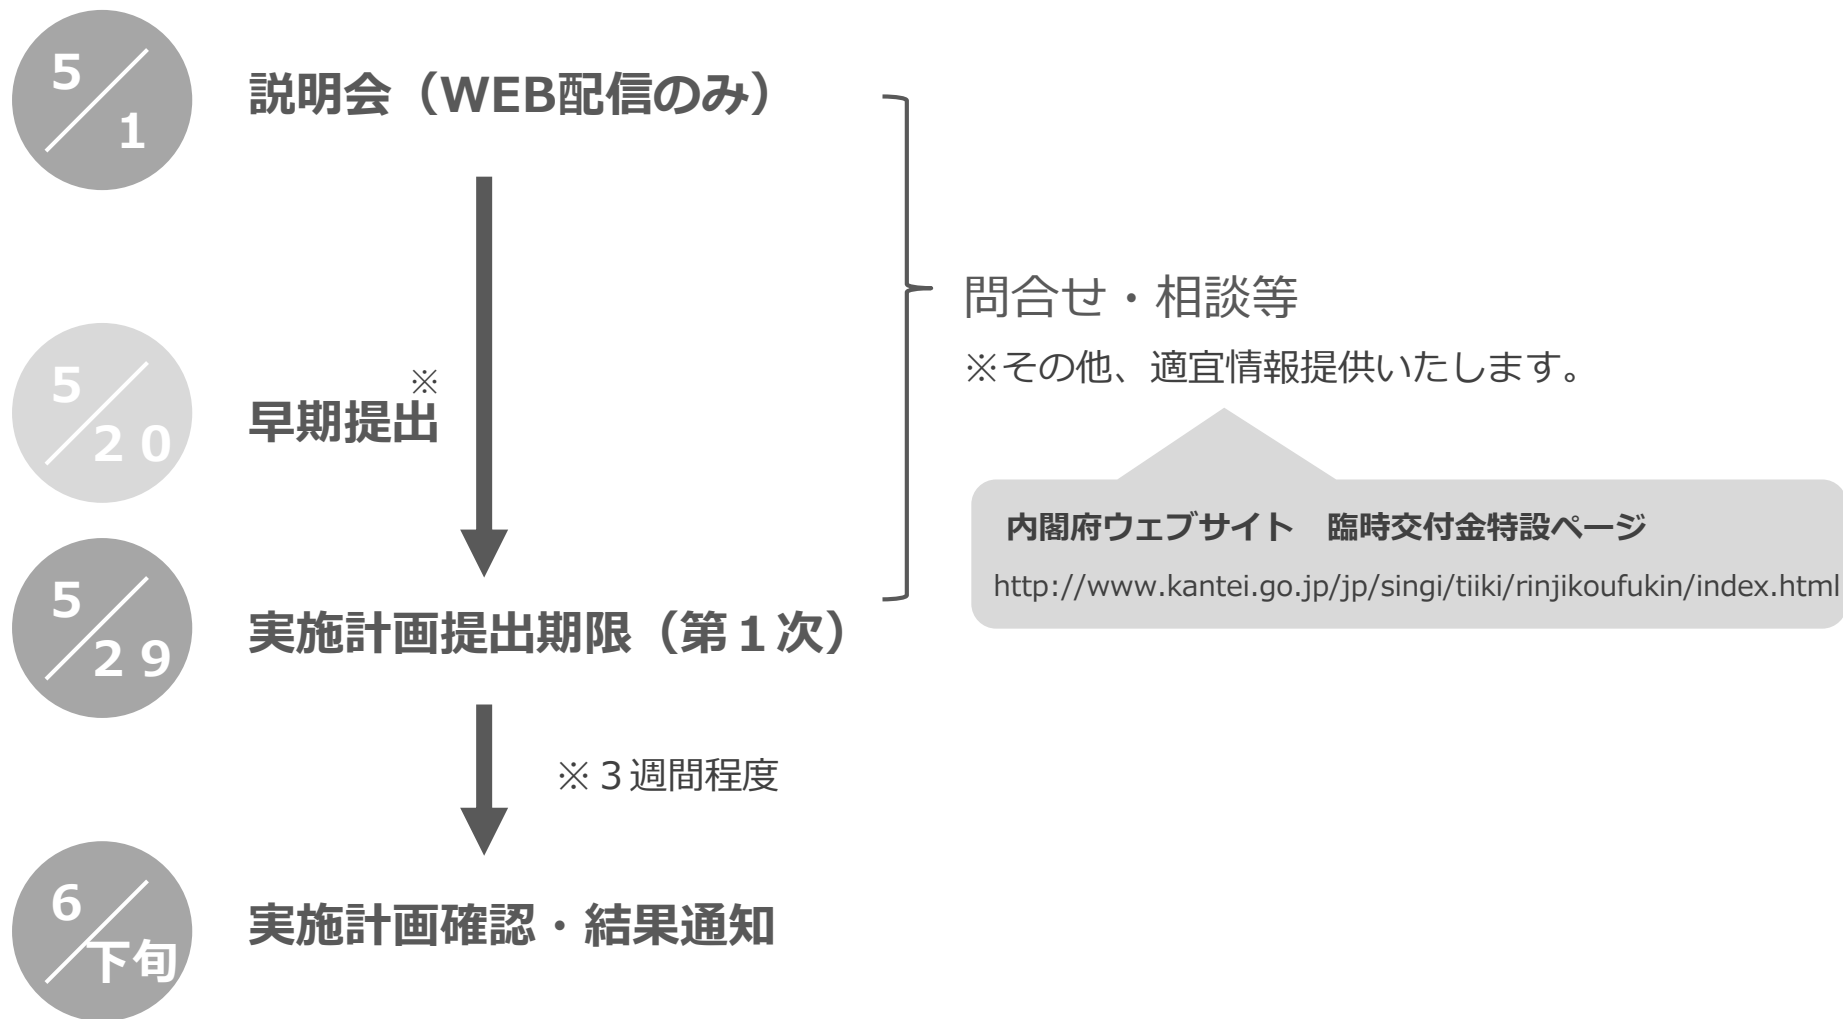 5/1
説明会（WEB配信のみ）
問合せ・相談等
※その他、適宜情報提供いたします。
5/２０
※
早期提出
内閣府ウェブサイト　臨時交付金特設ページ
http://www.kantei.go.jp/jp/singi/tiiki/rinjikoufukin/index.html
5/２９
実施計画提出期限（第１次）
※３週間程度
6/下旬
実施計画確認・結果通知